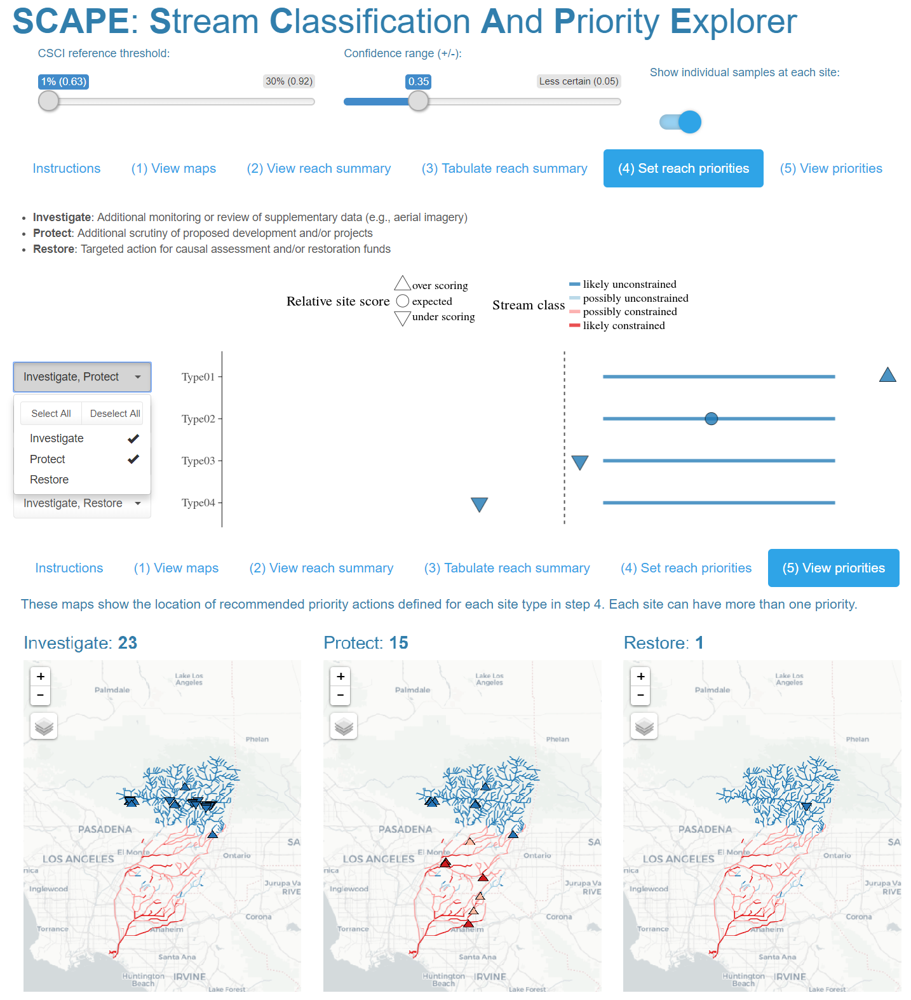 SCAPE: Stream Classification And Priority Explorer
CSCI reference threshold:
Confidence range (+/-):
Show individual samples at each site:
1% (0.63)
30% (0.92)
0.35
Less certain (0.05)
Instructions
(1) View maps
(2) View reach summary
(3) Tabulate reach summary
(4) Set reach priorities
(5) View priorities
Investigate: Additional monitoring or review of supplementary data (e.g., aerial imagery)
Protect: Additional scrutiny of proposed development and/or projects
Restore: Targeted action for causal assessment and/or restoration funds
Relative site score
over scoring
expected
under scoring
Stream class
likely unconstrained
possibly unconstrained
possibly constrained
likely constrained
Investigate, Protect
Select All
Deselect All
Investigate
Protect
Restore
Investigate, Restore
Type01
Type02
Type03
Type04
Instructions
(1) View maps
(2) View reach summary
(3) Tabulate reach summary
(4) Set reach priorities
(5) View priorities
These maps show the location of recommended priority actions defined for each site type in step 4. Each site can have more than one priority.
Investigate: 23
+
−
Lake Los
Angeles
Palmdale
Phelan
PASADENA
SA
El Monte
LOS ANGELES
Ontario
nica
Inglewood
Jurupa Va
RIVE
Corona
Torrance
Anaheim
Santa Ana
Huntington
Beach
IRVINE
Lake Forest
Protect: 15
+
−
Lake Los
Angeles
Palmdale
Phelan
PASADENA
SA
El Monte
LOS ANGELES
Ontario
nica
Inglewood
Jurupa Va
RIVE
Corona
Torrance
Anaheim
Santa Ana
Huntington
Beach
IRVINE
Lake Forest
Restore: 1
+
−
Lake Los
Angeles
Palmdale
Phelan
PASADENA
SA
El Monte
LOS ANGELES
Ontario
nica
Inglewood
Jurupa Va
RIVE
Corona
Torrance
Anaheim
Santa Ana
Huntington
Beach
IRVINE
Lake Forest